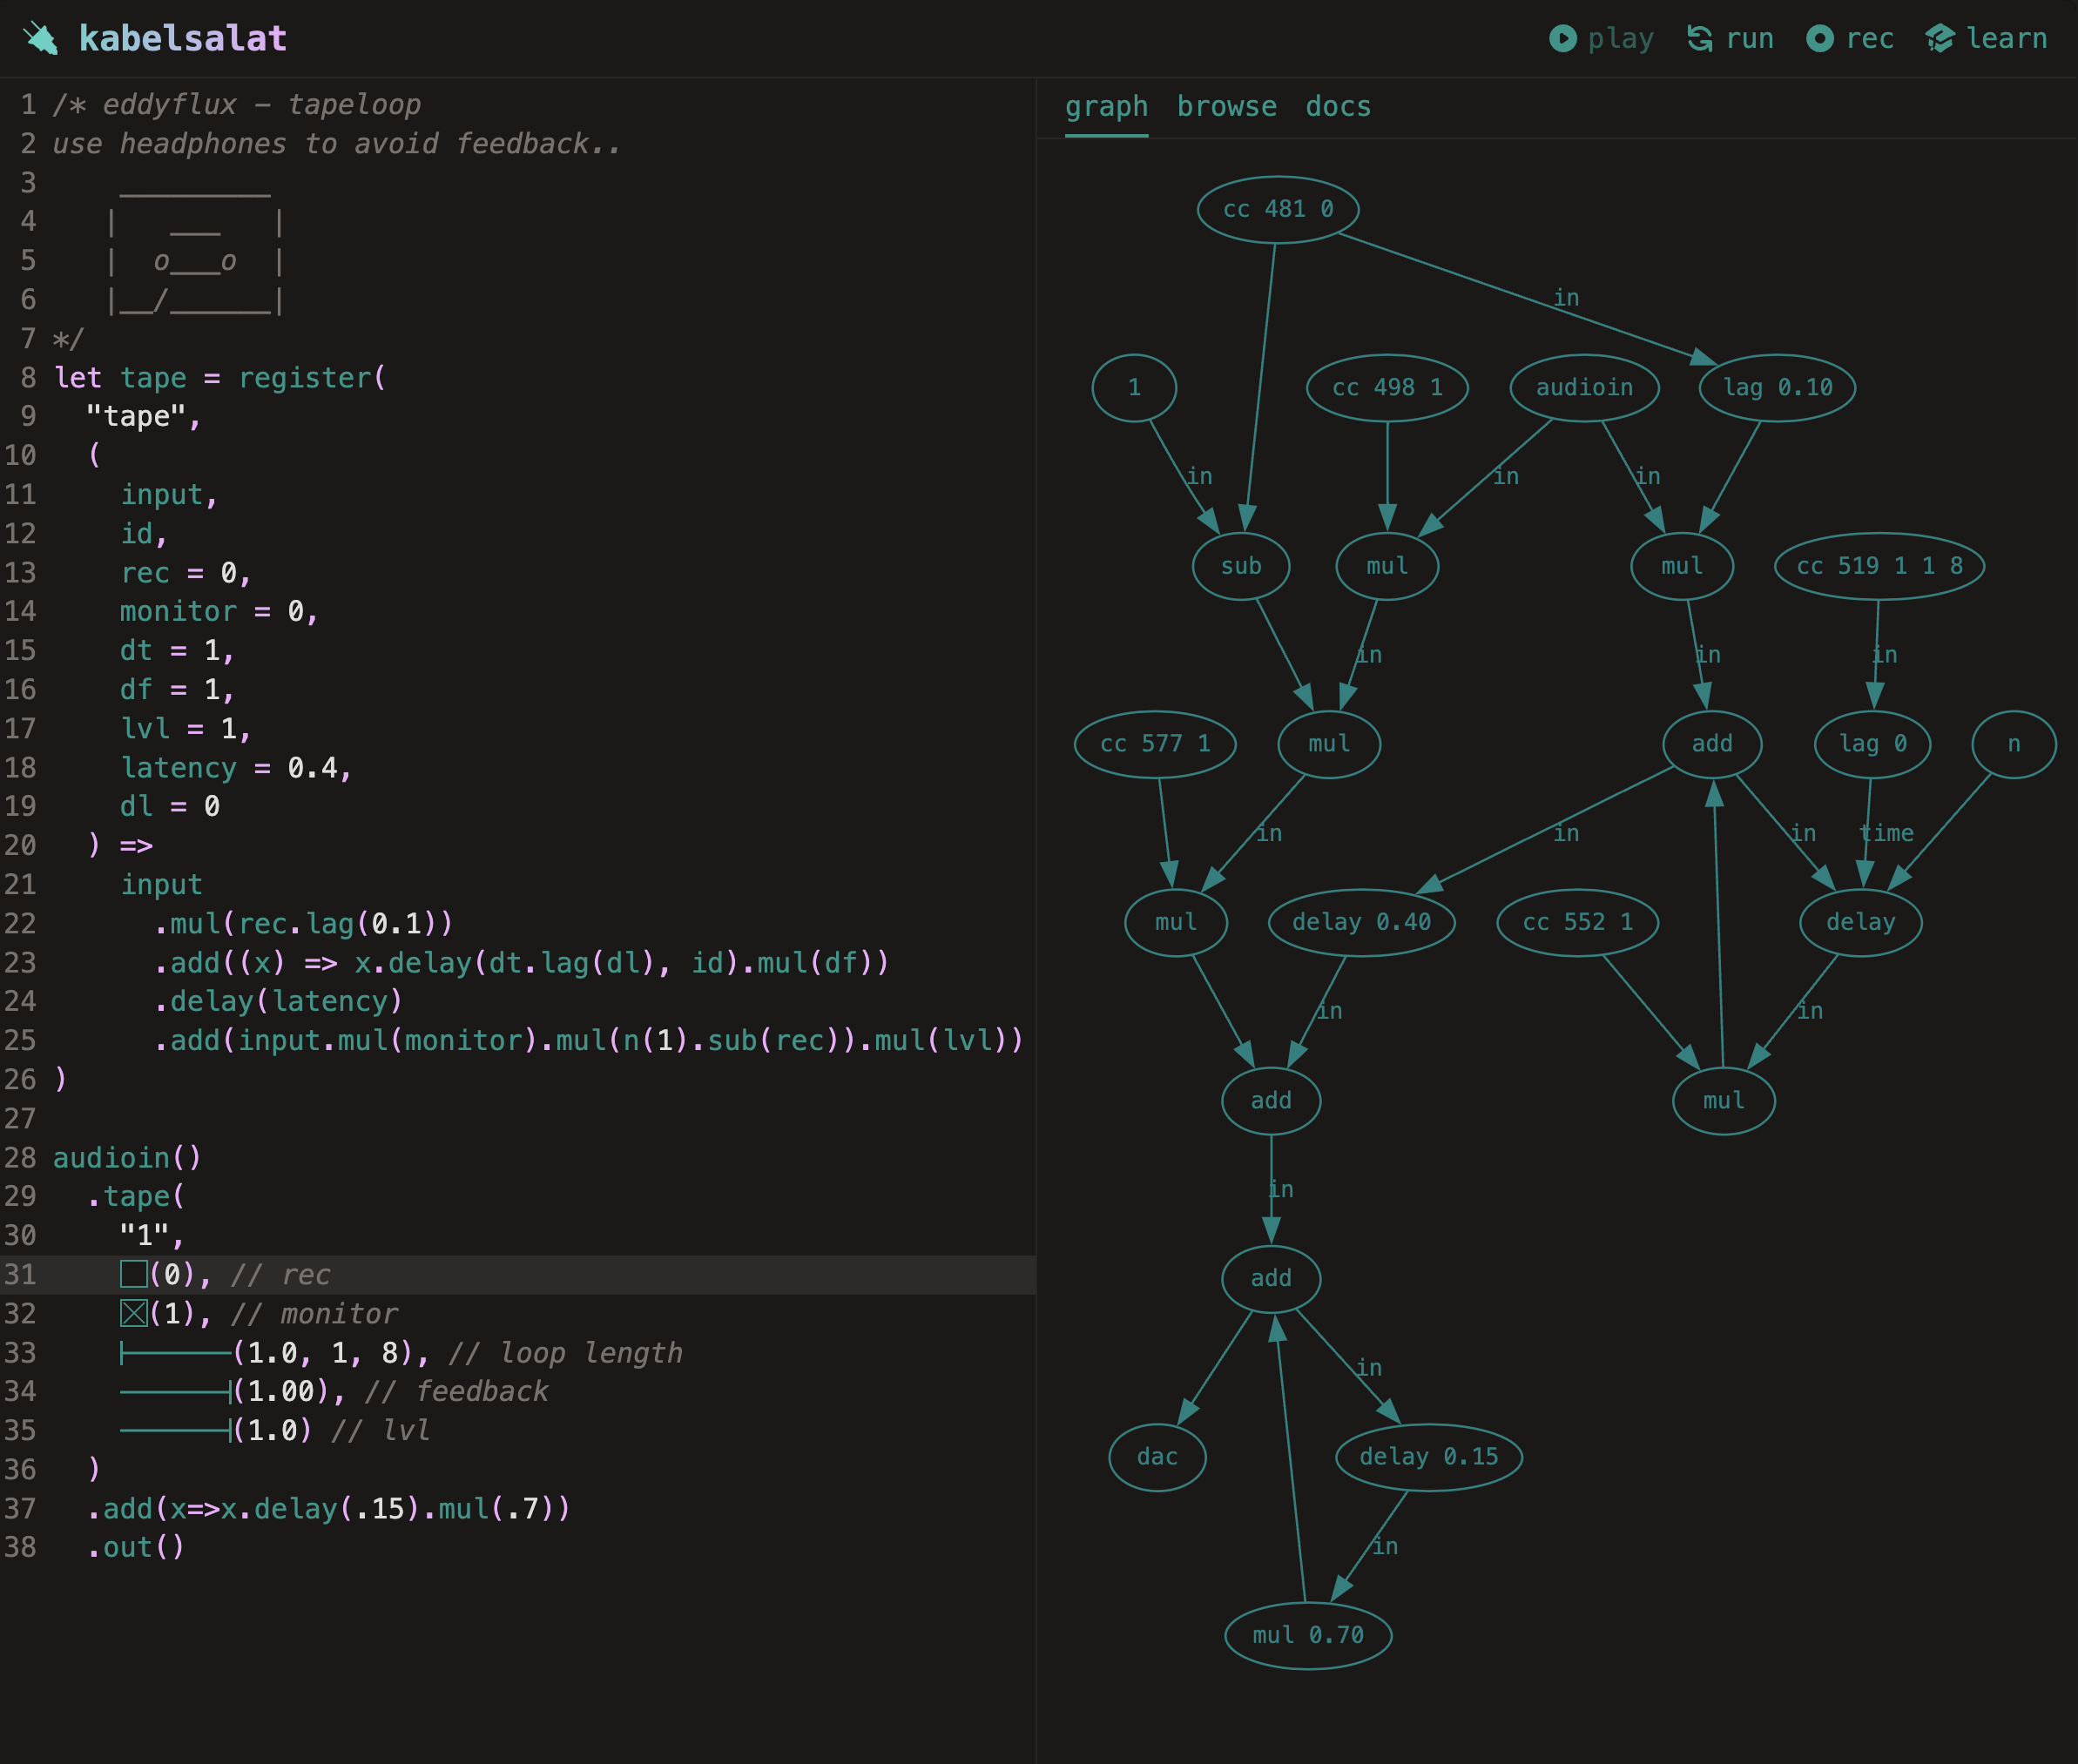 kabelsalat
play run rec learn
1 /* eddyflux - tapeloop
2 use headphones to avoid feedback..
3     _________
4    |   ___   |
5    |  o___o  |
6    |__/______|
7 */
8 let tape = register(
9   "tape",
10   (
11     input,
12     id,
13     rec = 0,
14     monitor = 0,
15     dt = 1,
16     df = 1,
17     lvl = 1,
18     latency = 0.4,
19     dl = 0
20   ) =>
21     input
22       .mul(rec.lag(0.1))
23       .add((x) => x.delay(dt.lag(dl), id).mul(df))
24       .delay(latency)
25       .add(input.mul(monitor).mul(n(1).sub(rec)).mul(lvl))
26 )
27
28 audioin()
29   .tape(
30     "1",
31     (0), // rec
32     (1), // monitor
33     (1.0, 1, 8), // loop length
34     (1.00), // feedback
35     (1.0) // lvl
36   )
37   .add(x=>x.delay(.15).mul(.7))
38   .out()
graph browse docs
cc 481 0
in
1
cc 498 1
audioin
lag 0.10
in
in
in
sub
mul
mul
cc 519 1 1 8
in
in
in
cc 577 1
mul
add
lag 0
n
in
in
in
time
mul
delay 0.40
cc 552 1
delay
in
in
add
mul
in
add
in
dac
delay 0.15
in
mul 0.70